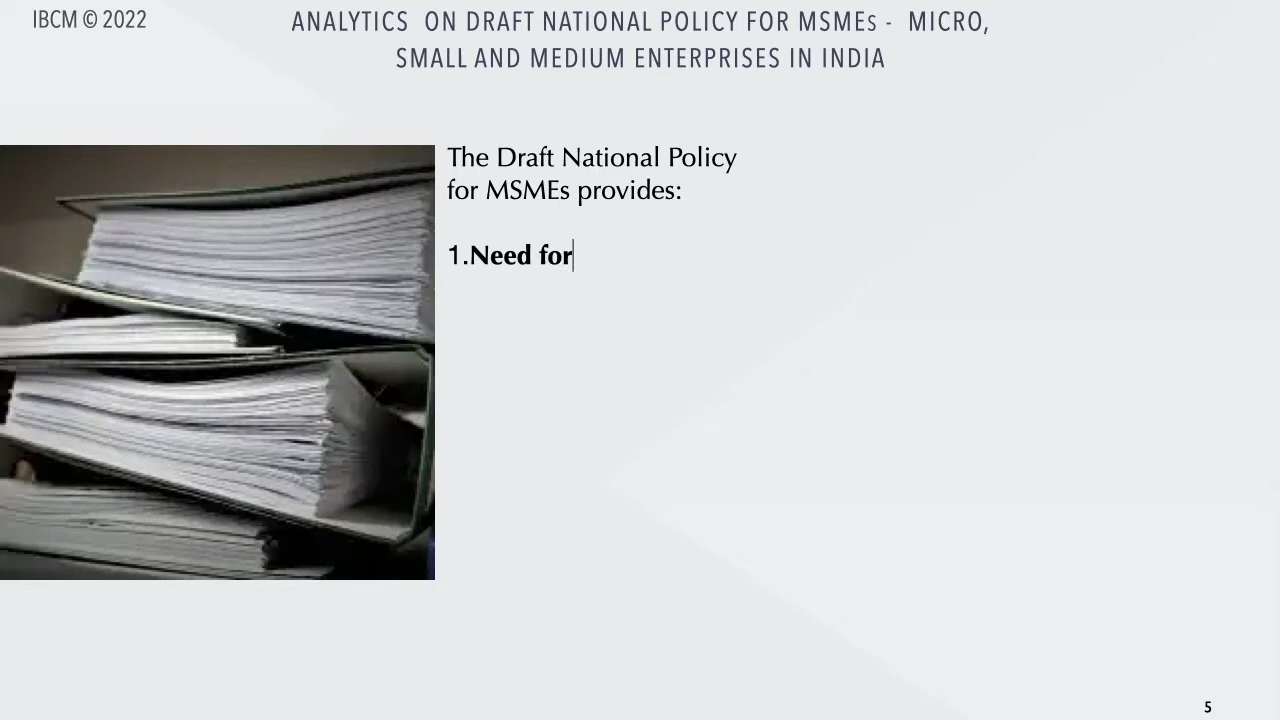 IBCM © 2022
ANALYTICS ON DRAFT NATIONAL POLICY FOR MSMEs - MICRO,
SMALL AND MEDIUM ENTERPRISES IN INDIA
The Draft National Policy
for MSMEs provides:
1.Need for
5